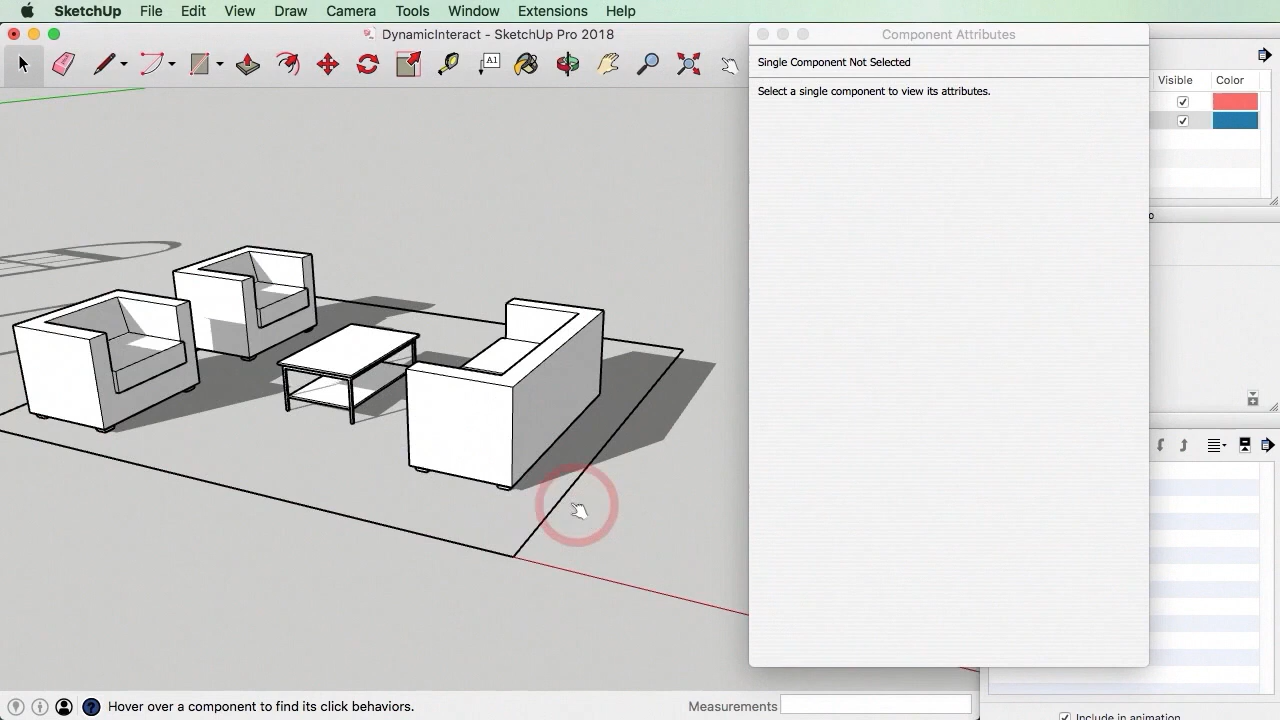 SketchUp File Edit View Draw Camera Tools Window Extensions Help
DynamicInteract - SketchUp Pro 2018
Component Attributes
Single Component Not Selected
Select a single component to view its attributes.
A1
Visible Color
Hover over a component to find its click behaviors.
Measurements
Include in animation